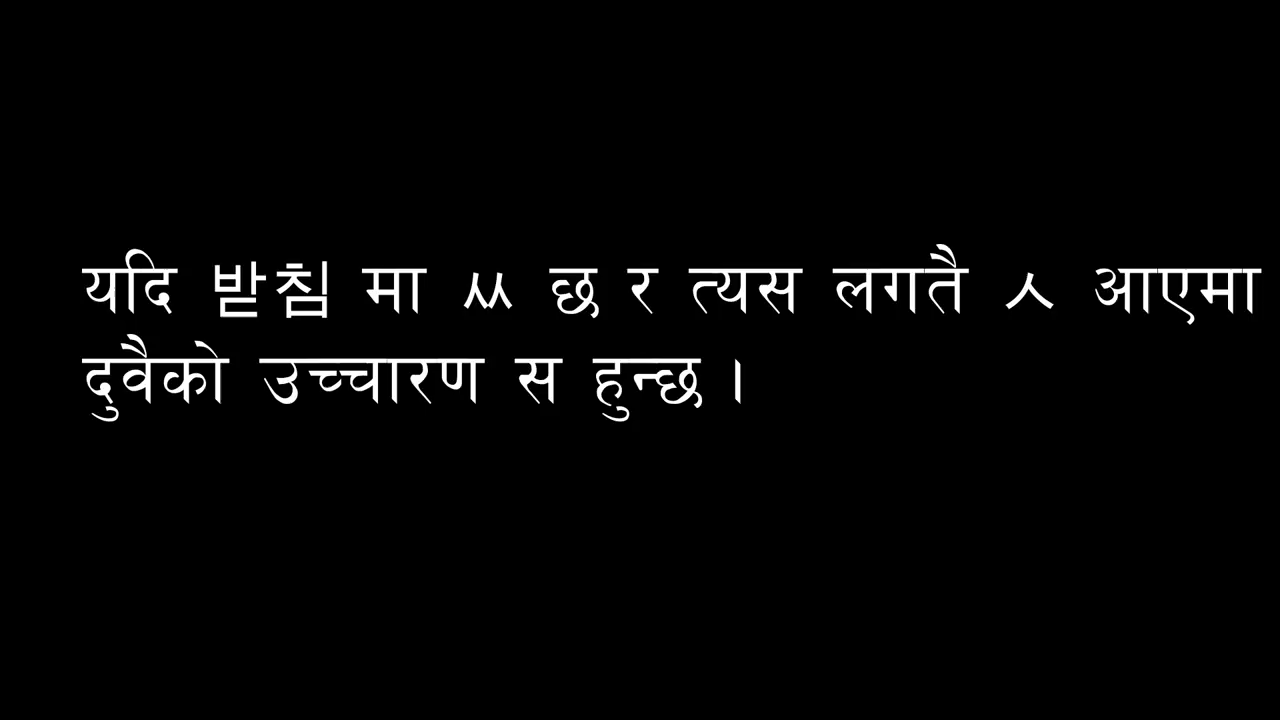 यदि 받침 मा ㅆ छ र त्यस लगतै ㅅ आएमा
दुवैको उच्चारण स हुन्छ ।